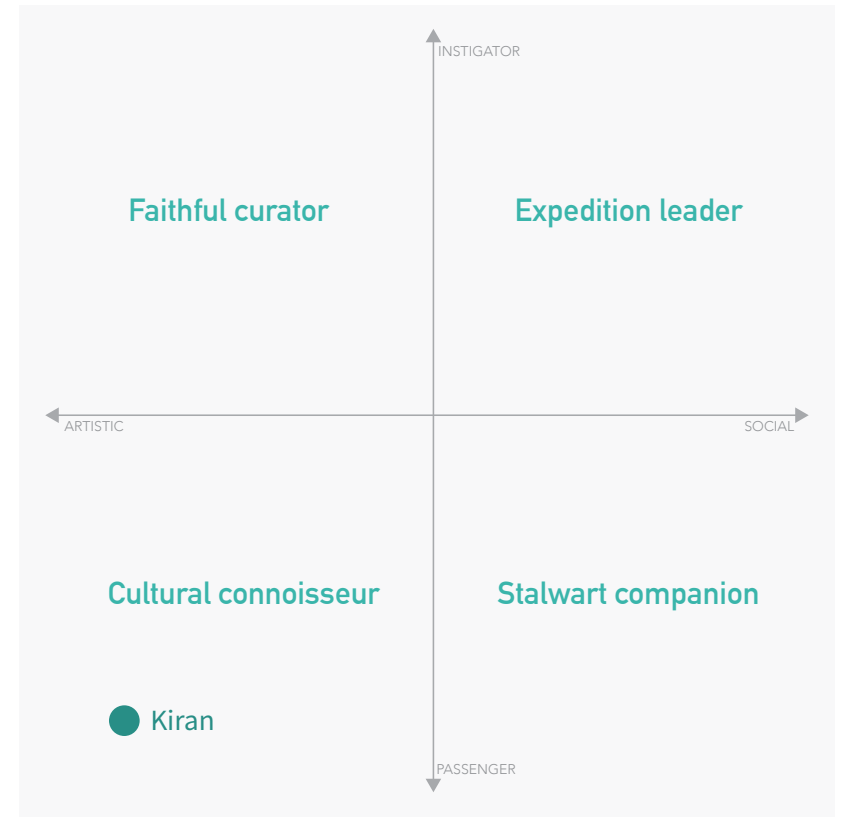 INSTIGATOR
Faithful curator
Expedition leader
ARTISTIC
SOCIAL
Cultural connoisseur
Stalwart companion
Kiran
PASSENGER